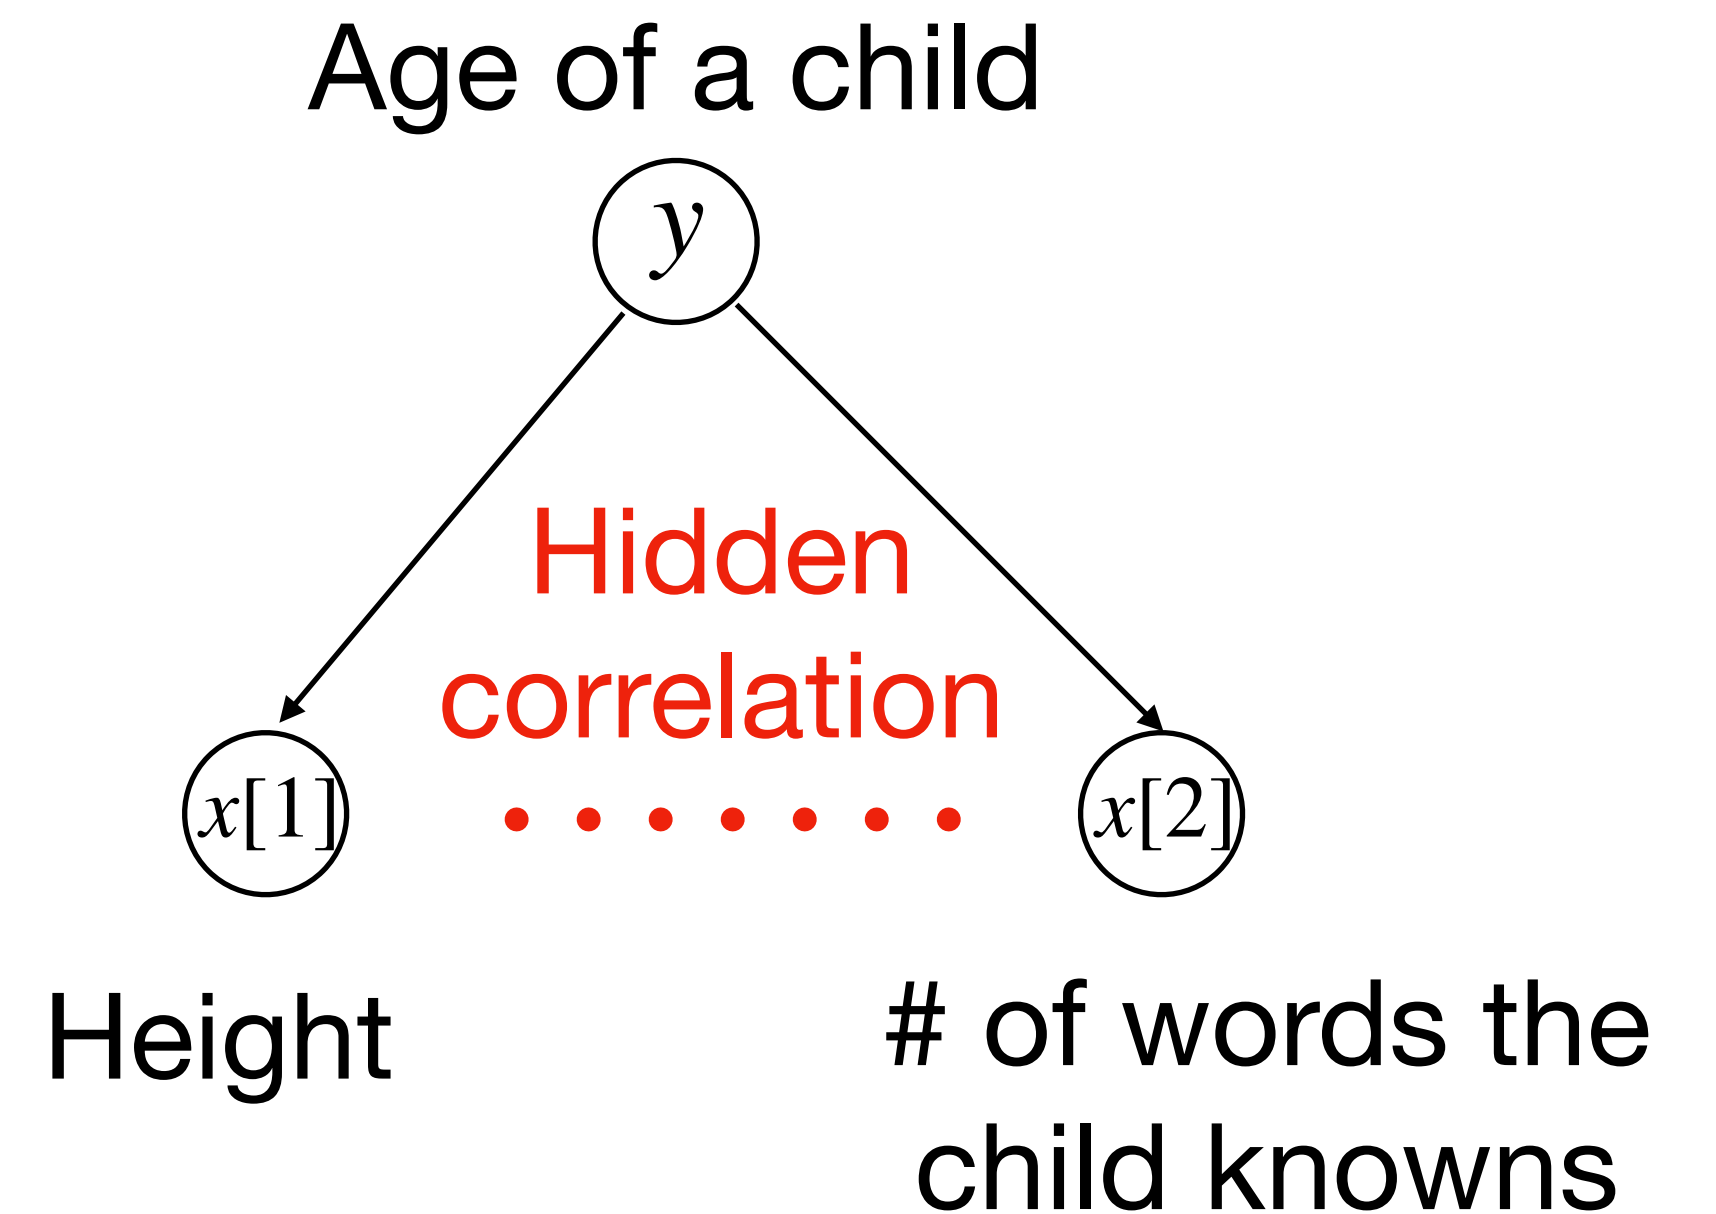 Age of a child
y
Hidden
correlation
x[1]
x[2]
Height
# of words the
child knowns